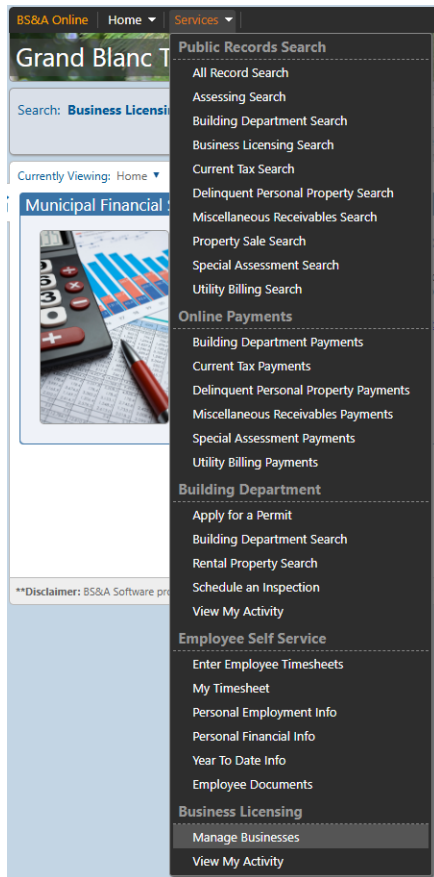 BS&A Online Home ▼ Services ▼
Grand Blanc T
Search: Business Licensi
Currently Viewing: Home ▼
Municipal Financial
Public Records Search
All Record Search
Assessing Search
Building Department Search
Business Licensing Search
Current Tax Search
Delinquent Personal Property Search
Miscellaneous Receivables Search
Property Sale Search
Special Assessment Search
Utility Billing Search
Online Payments
Building Department Payments
Current Tax Payments
Delinquent Personal Property Payments
Miscellaneous Receivables Payments
Special Assessment Payments
Utility Billing Payments
Building Department
Apply for a Permit
Building Department Search
Rental Property Search
Schedule an Inspection
View My Activity
Employee Self Service
Enter Employee Timesheets
My Timesheet
Personal Employment Info
Personal Financial Info
Year To Date Info
Employee Documents
Business Licensing
Manage Businesses
View My Activity
**Disclaimer: BS&A Software pro